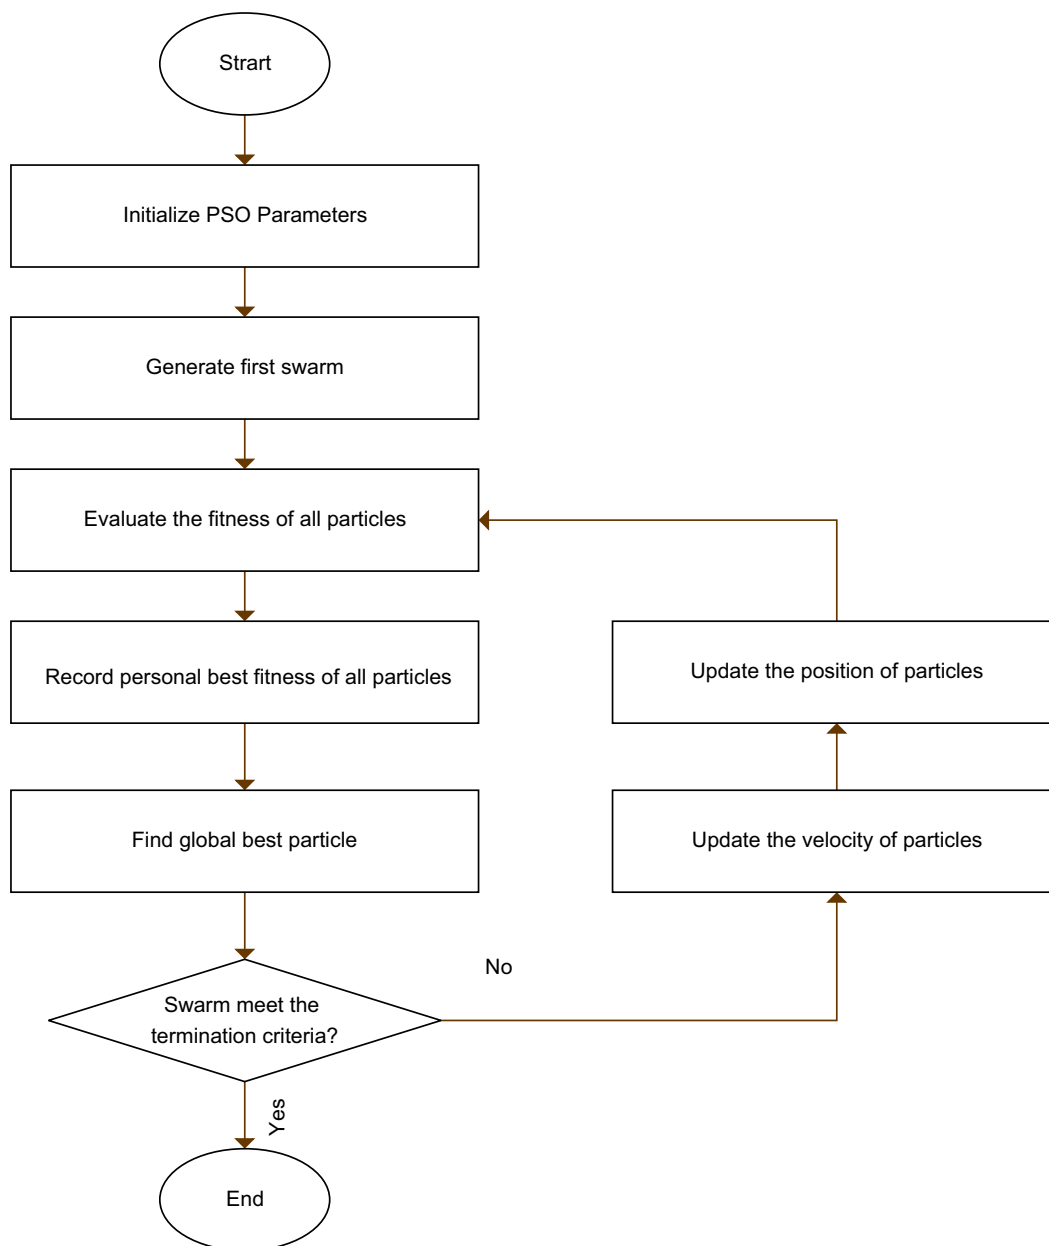 Strart
Initialize PSO Parameters
Generate first swarm
Evaluate the fitness of all particles
Record personal best fitness of all particles
Update the position of particles
Find global best particle
Update the velocity of particles
No
Swarm meet the
termination criteria?
Yes
End